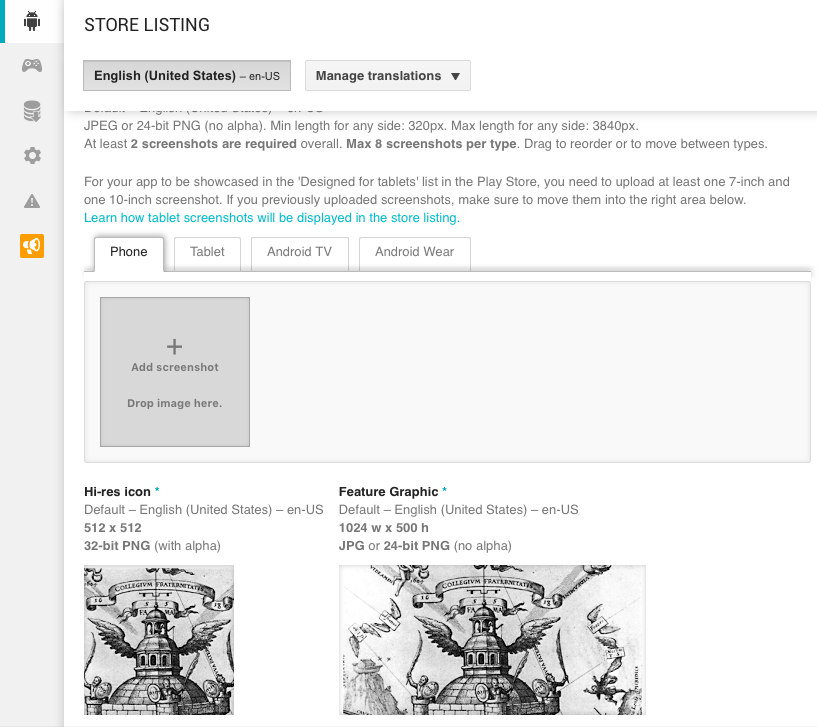 STORE LISTING
English (United States) – en-US
Manage translations
Default – English (United States) – en-US
JPEG or 24-bit PNG (no alpha). Min length for any side: 320px. Max length for any side: 3840px.
At least 2 screenshots are required overall. Max 8 screenshots per type. Drag to reorder or to move between types.
For your app to be showcased in the 'Designed for tablets' list in the Play Store, you need to upload at least one 7-inch and
one 10-inch screenshot. If you previously uploaded screenshots, make sure to move them into the right area below.
Learn how tablet screenshots will be displayed in the store listing.
Phone
Tablet
Android TV
Android Wear
+
Add screenshot
Drop image here.
Hi-res icon *
Default – English (United States) – en-US
512 x 512
32-bit PNG (with alpha)
Feature Graphic *
Default – English (United States) – en-US
1024 w x 500 h
JPG or 24-bit PNG (no alpha)
COLLEGIVM FRATERNITATIS
FAMA
COLLEGIVM FRATERNITATIS
FAMA